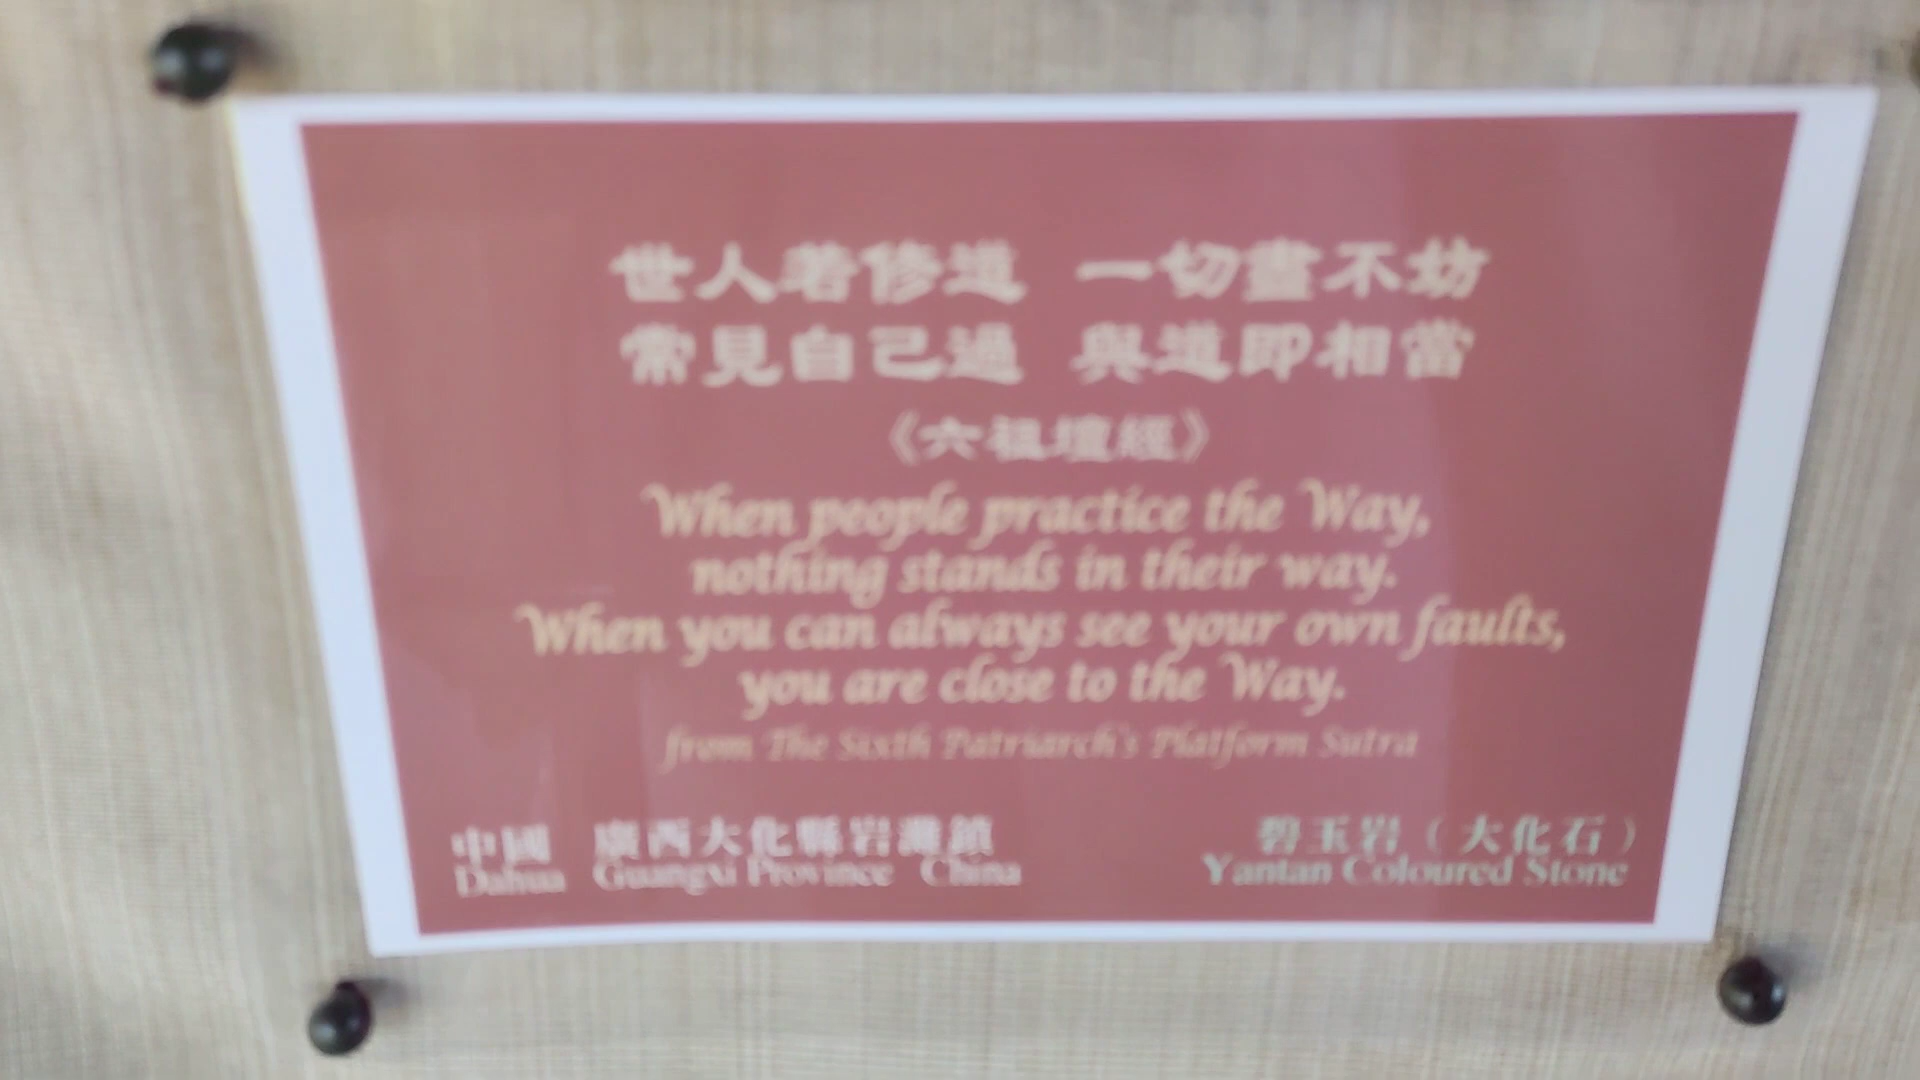 世人若修道 一切盡不妨
常見自己過 與道即相當
《六祖壇經》
When people practice the Way,
nothing stands in their way.
When you can always see your own faults,
you are close to the Way.
from The Sixth Patriarch's Platform Sutra
中國 廣西大化縣岩灘鎮
Dahua Guangxi Province China
碧玉岩（大化石）
Yantan Coloured Stone